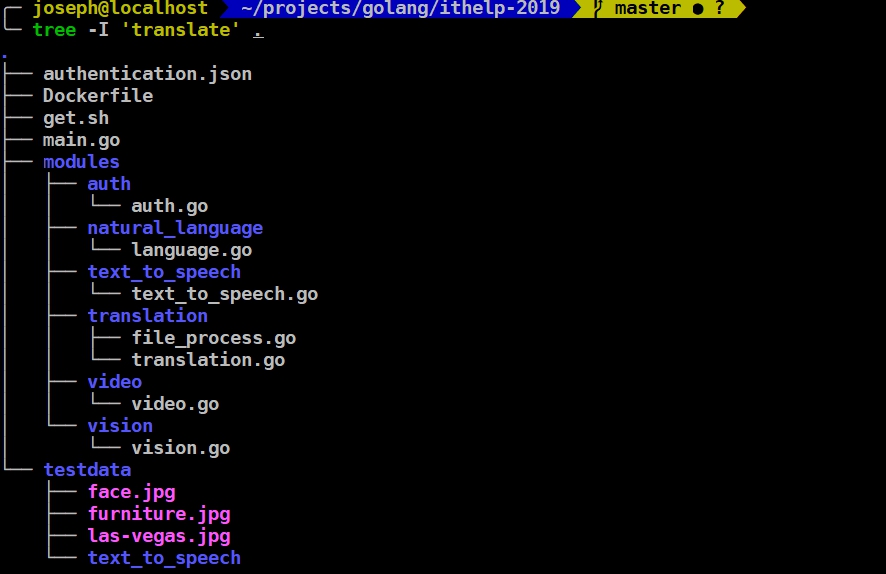 joseph@localhost ~/projects/golang/ithelp-2019 master ● ?
tree -I 'translate' .
.
├── authentication.json
├── Dockerfile
├── get.sh
├── main.go
├── modules
│   ├── auth
│   │   └── auth.go
│   ├── natural_language
│   │   └── language.go
│   ├── text_to_speech
│   │   └── text_to_speech.go
│   ├── translation
│   │   ├── file_process.go
│   │   └── translation.go
│   ├── video
│   │   └── video.go
│   └── vision
│       └── vision.go
└── testdata
    ├── face.jpg
    ├── furniture.jpg
    ├── las-vegas.jpg
    └── text_to_speech